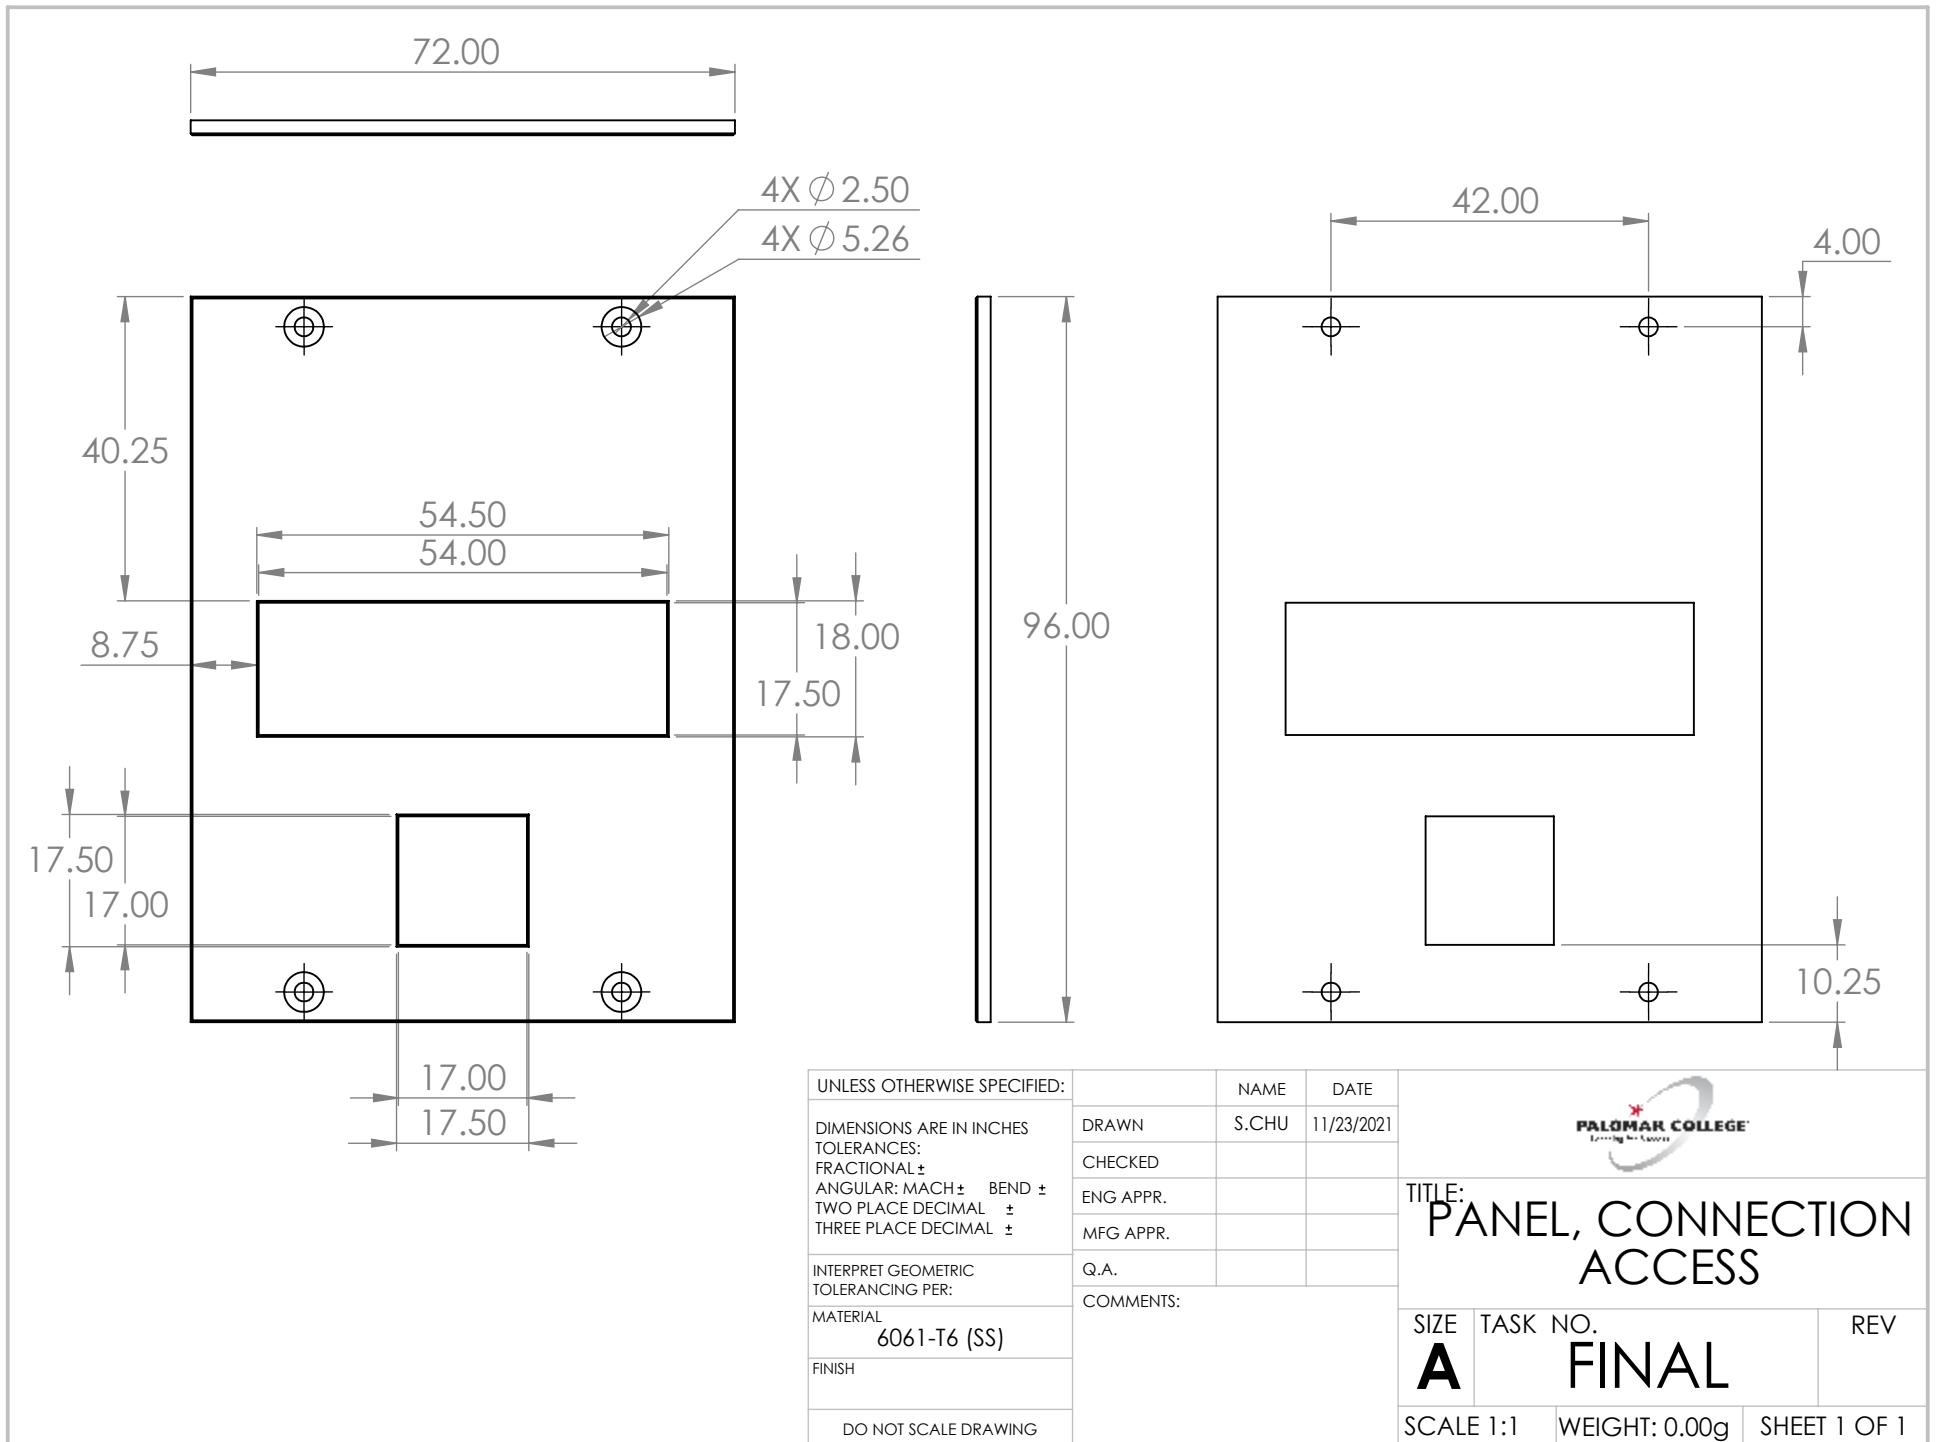 72.00
4X ∅ 2.50
4X ∅ 5.26
42.00
4.00
40.25
54.50
54.00
8.75
18.00
17.50
96.00
17.50
17.00
10.25
17.00
17.50
UNLESS OTHERWISE SPECIFIED:
DIMENSIONS ARE IN INCHES
TOLERANCES:
FRACTIONAL ±
ANGULAR: MACH ± BEND ±
TWO PLACE DECIMAL ±
THREE PLACE DECIMAL ±
INTERPRET GEOMETRIC
TOLERANCING PER:
MATERIAL
6061-T6 (SS)
FINISH
DO NOT SCALE DRAWING
NAME DATE
DRAWN S.CHU 11/23/2021
CHECKED
ENG APPR.
MFG APPR.
Q.A.
COMMENTS:
PALOMAR COLLEGE
TITLE:
PANEL, CONNECTION
ACCESS
SIZE TASK NO. REV
A FINAL
SCALE 1:1 WEIGHT: 0.00g SHEET 1 OF 1